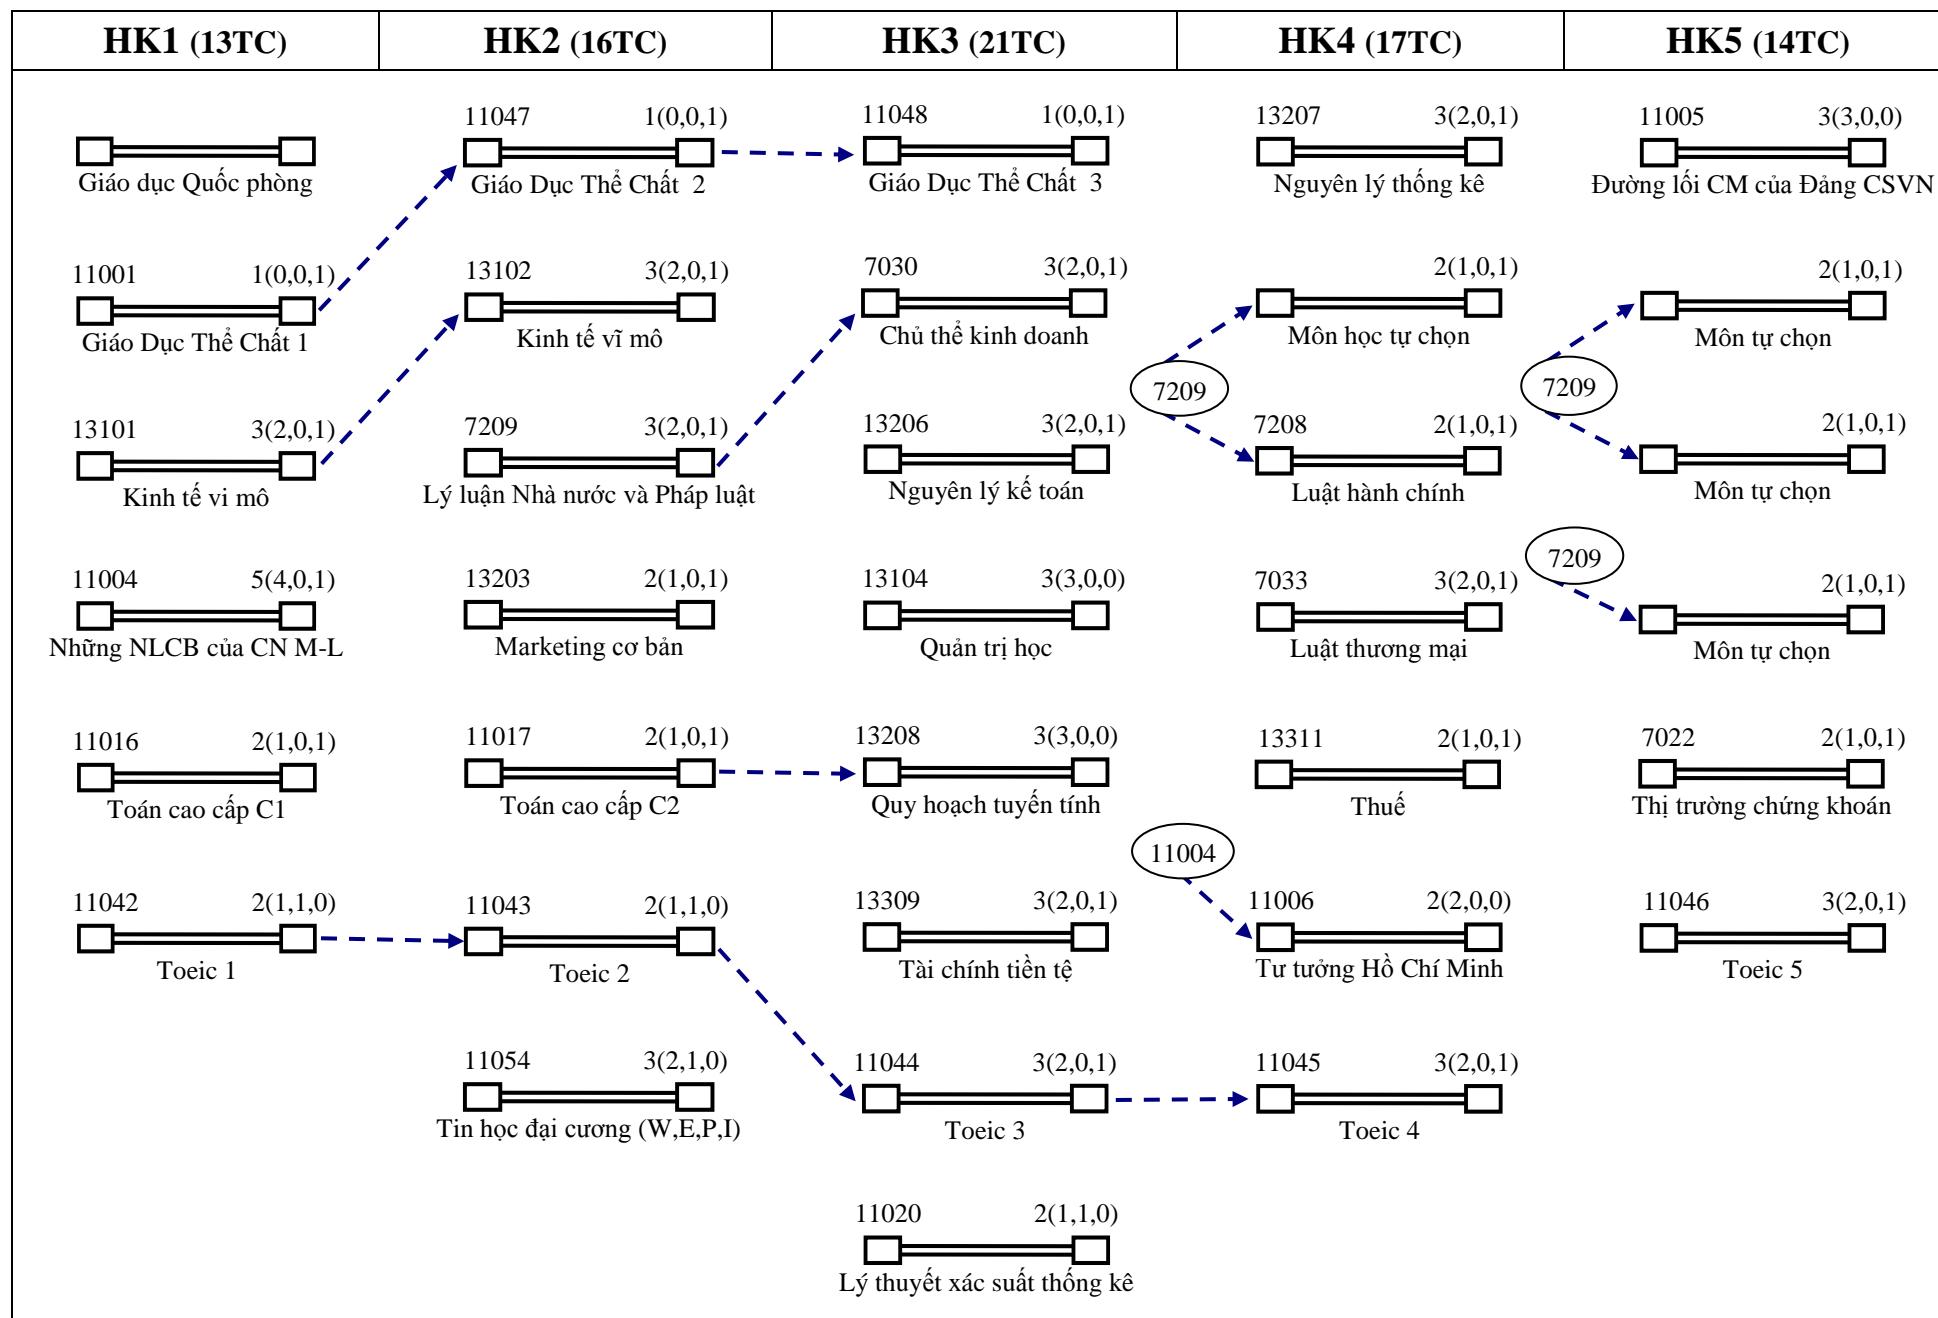 HK1 (13TC) HK2 (16TC) HK3 (21TC) HK4 (17TC) HK5 (14TC)
11047 1(0,0,1) 11048 1(0,0,1) 13207 3(2,0,1) 11005 3(3,0,0)
Giáo dục Quốc phòng Giáo Dục Thể Chất 2 Giáo Dục Thể Chất 3 Nguyên lý thống kê Đường lối CM của Đảng CSVN
11001 1(0,0,1) 13102 3(2,0,1) 7030 3(2,0,1) 2(1,0,1) 2(1,0,1)
Giáo Dục Thể Chất 1 Kinh tế vĩ mô Chủ thể kinh doanh Môn học tự chọn Môn tự chọn
7209 7209
13101 3(2,0,1) 7209 3(2,0,1) 13206 3(2,0,1) 7208 2(1,0,1) 2(1,0,1)
Kinh tế vi mô Lý luận Nhà nước và Pháp luật Nguyên lý kế toán Luật hành chính Môn tự chọn
7209
11004 5(4,0,1) 13203 2(1,0,1) 13104 3(3,0,0) 7033 3(2,0,1) 2(1,0,1)
Những NLCB của CN M-L Marketing cơ bản Quản trị học Luật thương mại Môn tự chọn
11016 2(1,0,1) 11017 2(1,0,1) 13208 3(3,0,0) 13311 2(1,0,1) 7022 2(1,0,1)
Toán cao cấp C1 Toán cao cấp C2 Quy hoạch tuyến tính Thuế Thị trường chứng khoán
11004
11042 2(1,1,0) 11043 2(1,1,0) 13309 3(2,0,1) 11006 2(2,0,0) 11046 3(2,0,1)
Toeic 1 Toeic 2 Tài chính tiền tệ Tư tưởng Hồ Chí Minh Toeic 5
11054 3(2,1,0) 11044 3(2,0,1) 11045 3(2,0,1)
Tin học đại cương (W,E,P,I) Toeic 3 Toeic 4
11020 2(1,1,0)
Lý thuyết xác suất thống kê